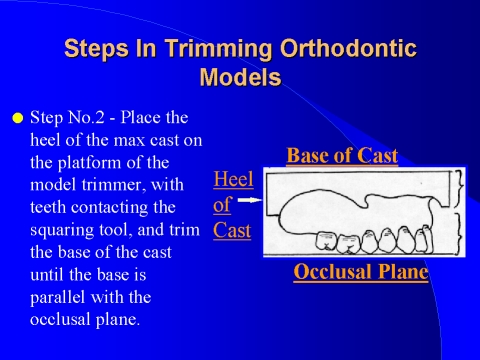 Steps In Trimming Orthodontic
Models
Step No.2 - Place the
heel of the max cast on
the platform of the
model trimmer, with
teeth contacting the
squaring tool, and trim
the base of the cast
until the base is
parallel with the
occlusal plane.
Base of Cast
Heel
of
Cast
Occlusal Plane